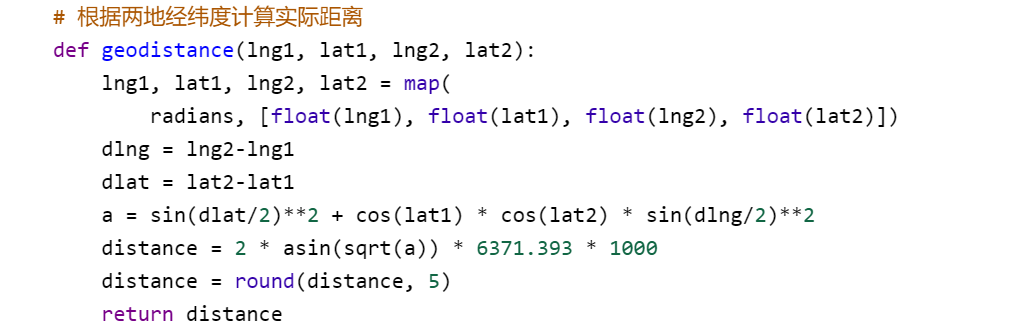 # 根据两地经纬度计算实际距离
def geodistance(lng1, lat1, lng2, lat2):
    lng1, lat1, lng2, lat2 = map(
        radians, [float(lng1), float(lat1), float(lng2), float(lat2)])
    dlng = lng2-lng1
    dlat = lat2-lat1
    a = sin(dlat/2)**2 + cos(lat1) * cos(lat2) * sin(dlng/2)**2
    distance = 2 * asin(sqrt(a)) * 6371.393 * 1000
    distance = round(distance, 5)
    return distance